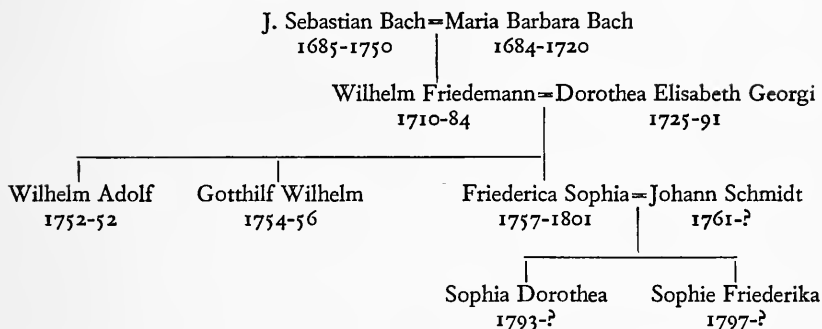 J. Sebastian Bach=Maria Barbara Bach
1685-1750 1684-1720
Wilhelm Friedemann=Dorothea Elisabeth Georgi
1710-84 1725-91
Wilhelm Adolf Gotthilf Wilhelm Friederica Sophia=Johann Schmidt
1752-52 1754-56 1757-1801 1761-?
Sophia Dorothea Sophie Friederika
1793-? 1797-?